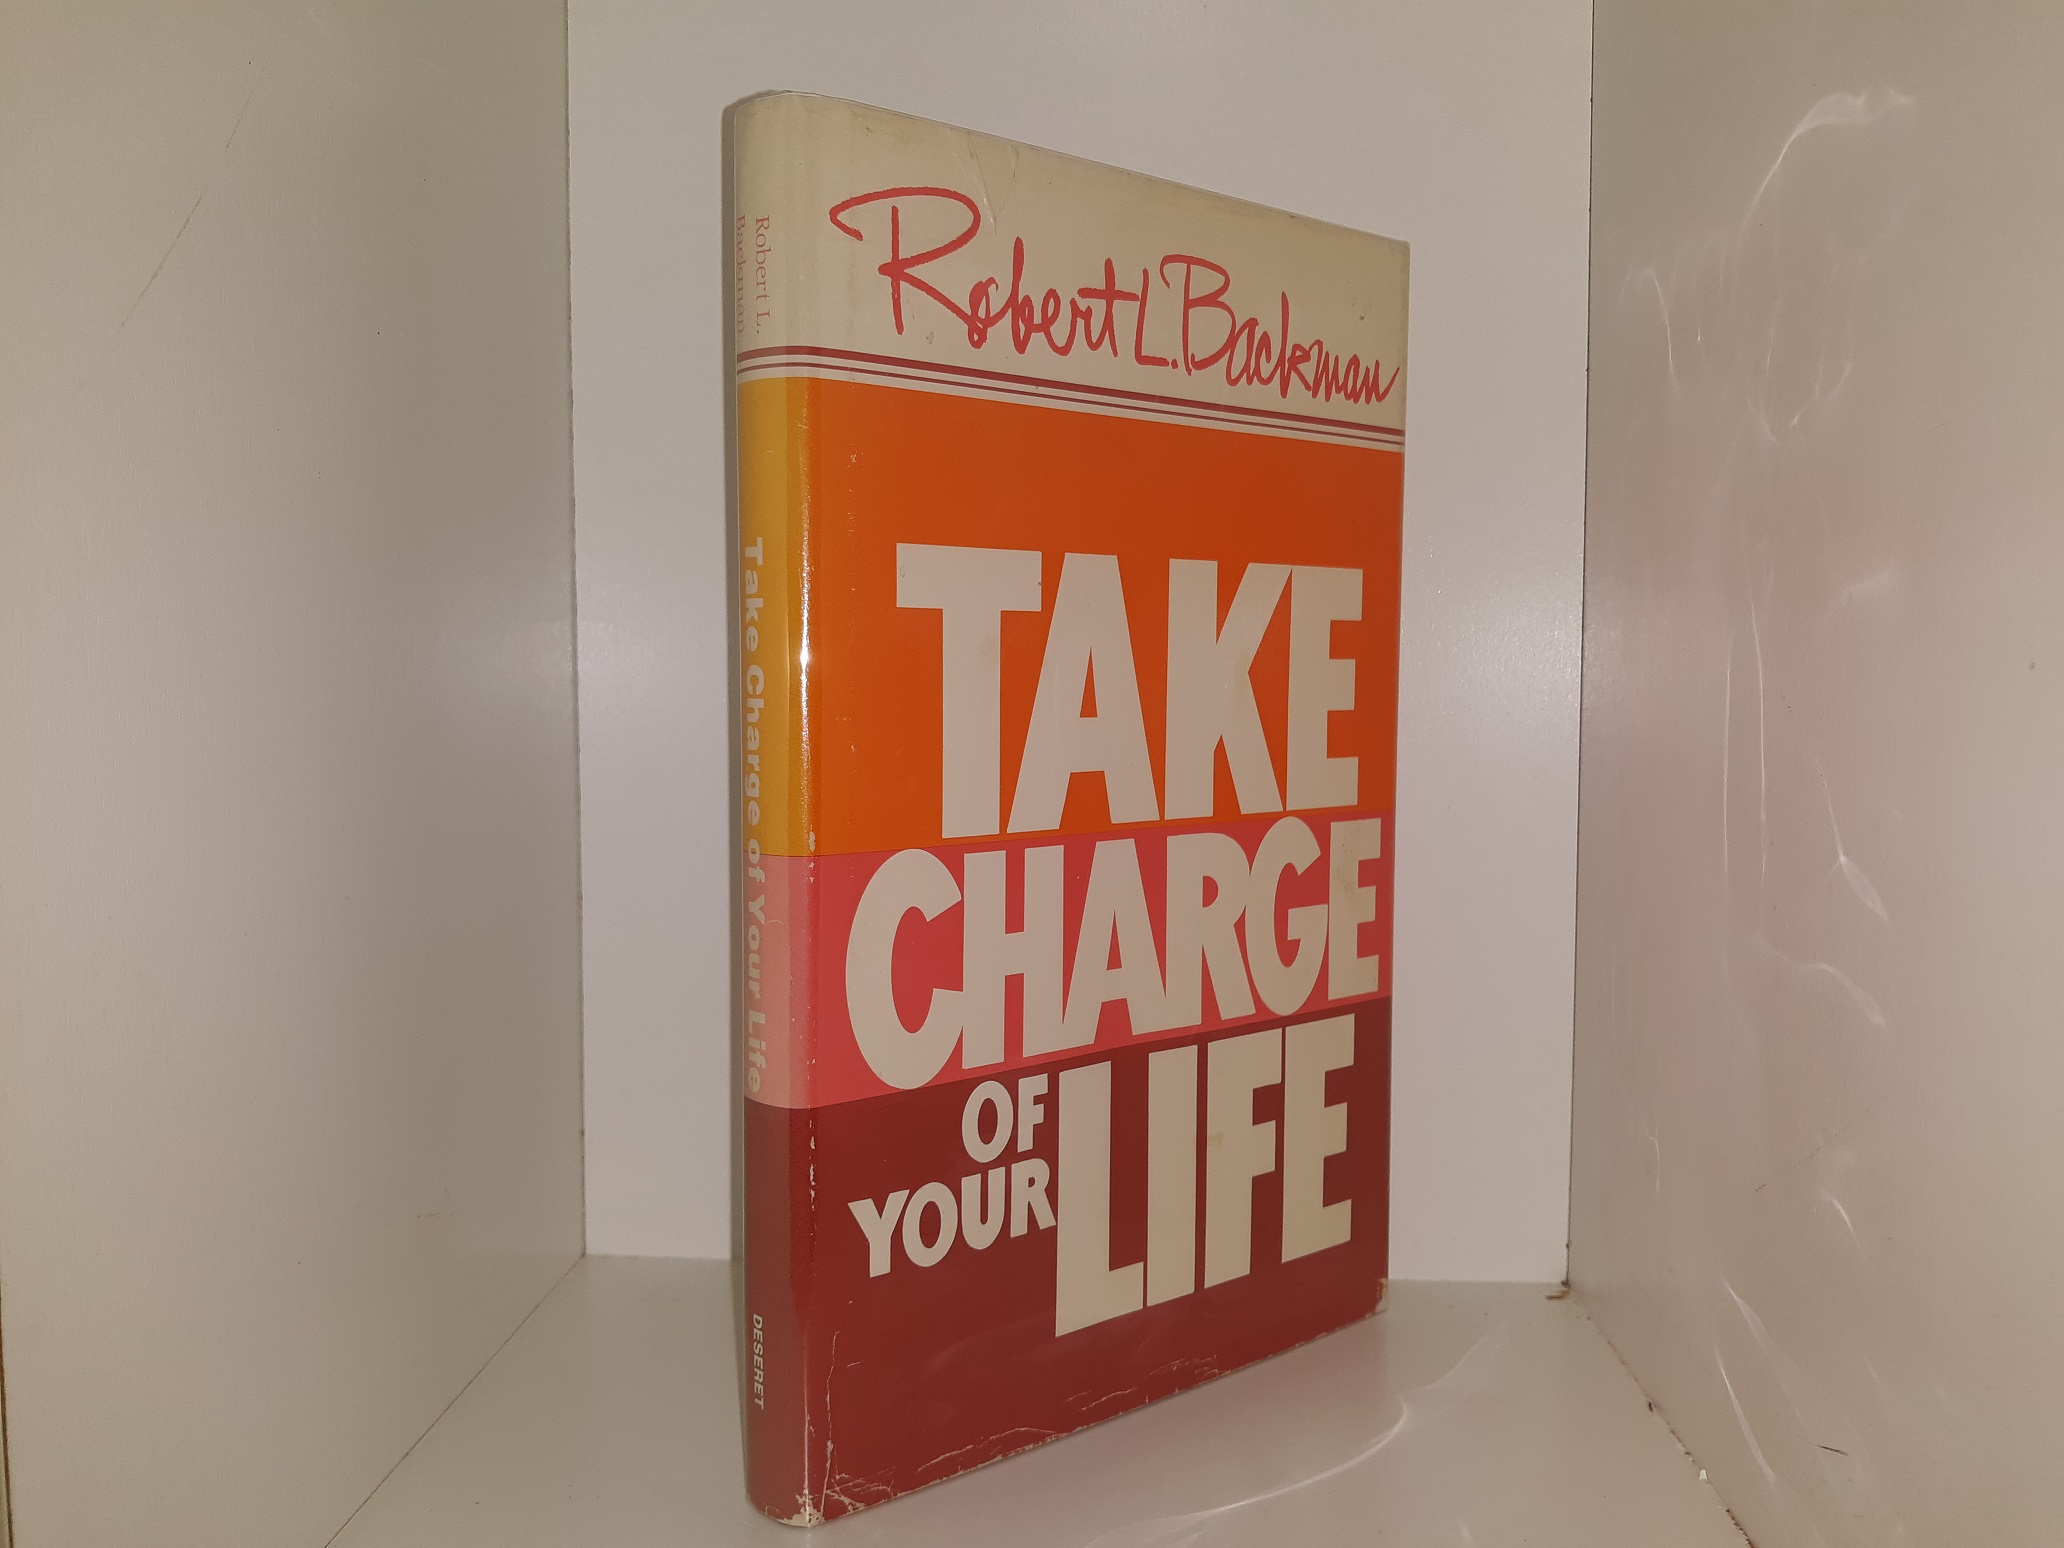 Robert L. Backman
TAKE
CHARGE
OF
YOUR
LIFE
Robert L.
Backman
Take Charge of Your Life
DESERET